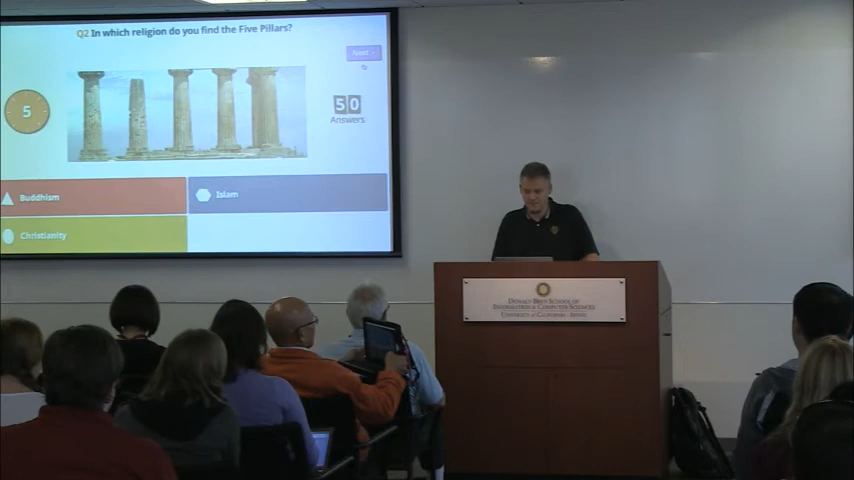 Q2 In which religion do you find the Five Pillars?
Next
5
50
Answers
Buddhism
Islam
Christianity
Donald Bren School of
Information & Computer Sciences
University of California, Irvine